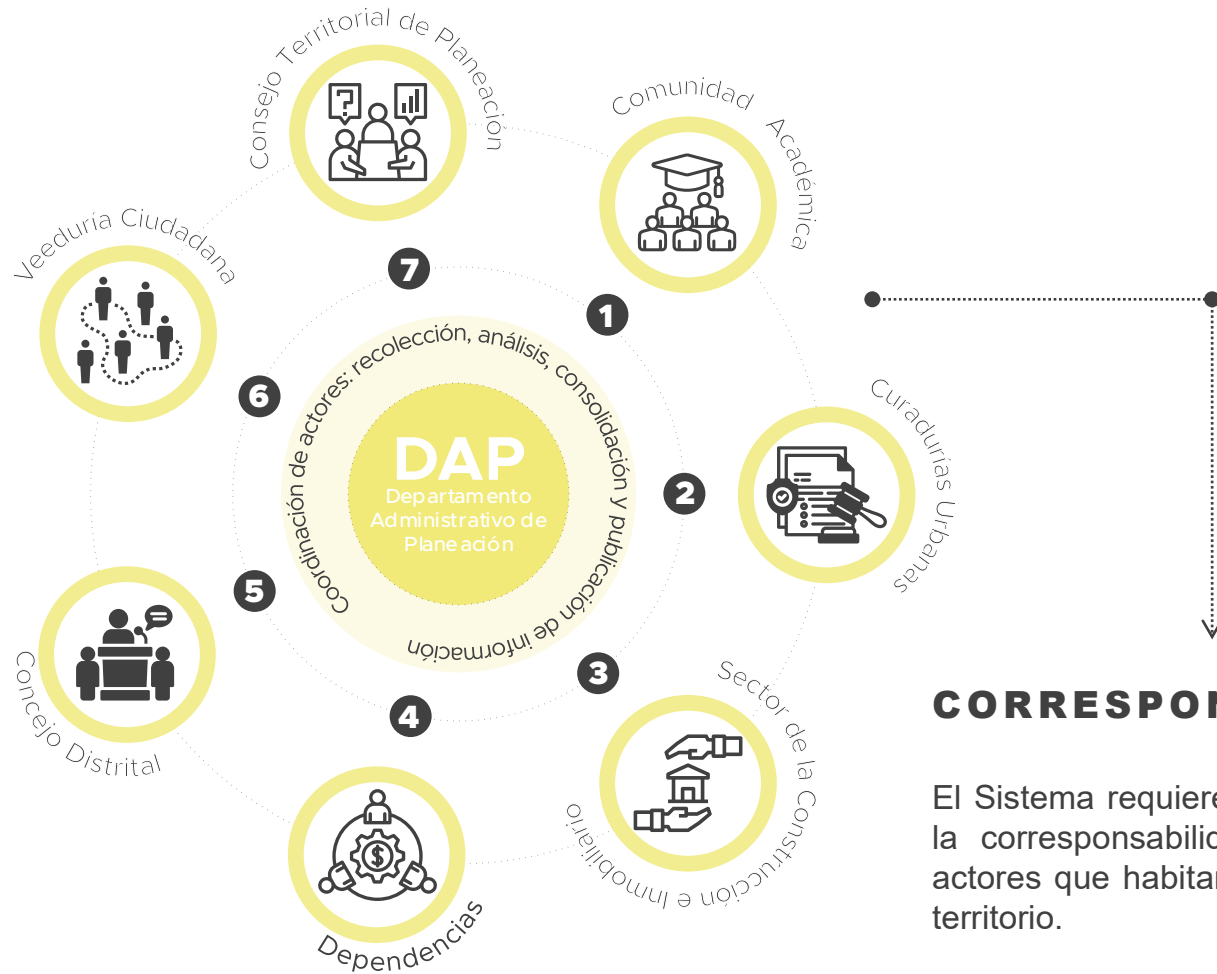 Consejo Territorial de Planeación
Comunidad Académica
Veeduría Ciudadana
7
1
Coordinación de actores: recolección, análisis, consolidación y publicación de información
6
Curadurías Urbanas
DAP
Departamento
Administrativo de
Planeación
2
5
3
Concejo Distrital
4
Sector de la Construcción e Inmobiliario
Dependencias
CORRESPON
El Sistema requiere
la corresponsabilid
actores que habitan
territorio.